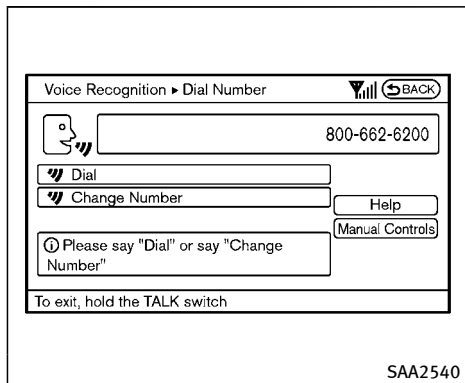 Voice Recognition ▸ Dial Number
BACK
800-662-6200
Dial
Change Number
Help
Manual Controls
Please say "Dial" or say "Change
Number"
To exit, hold the TALK switch
SAA2540